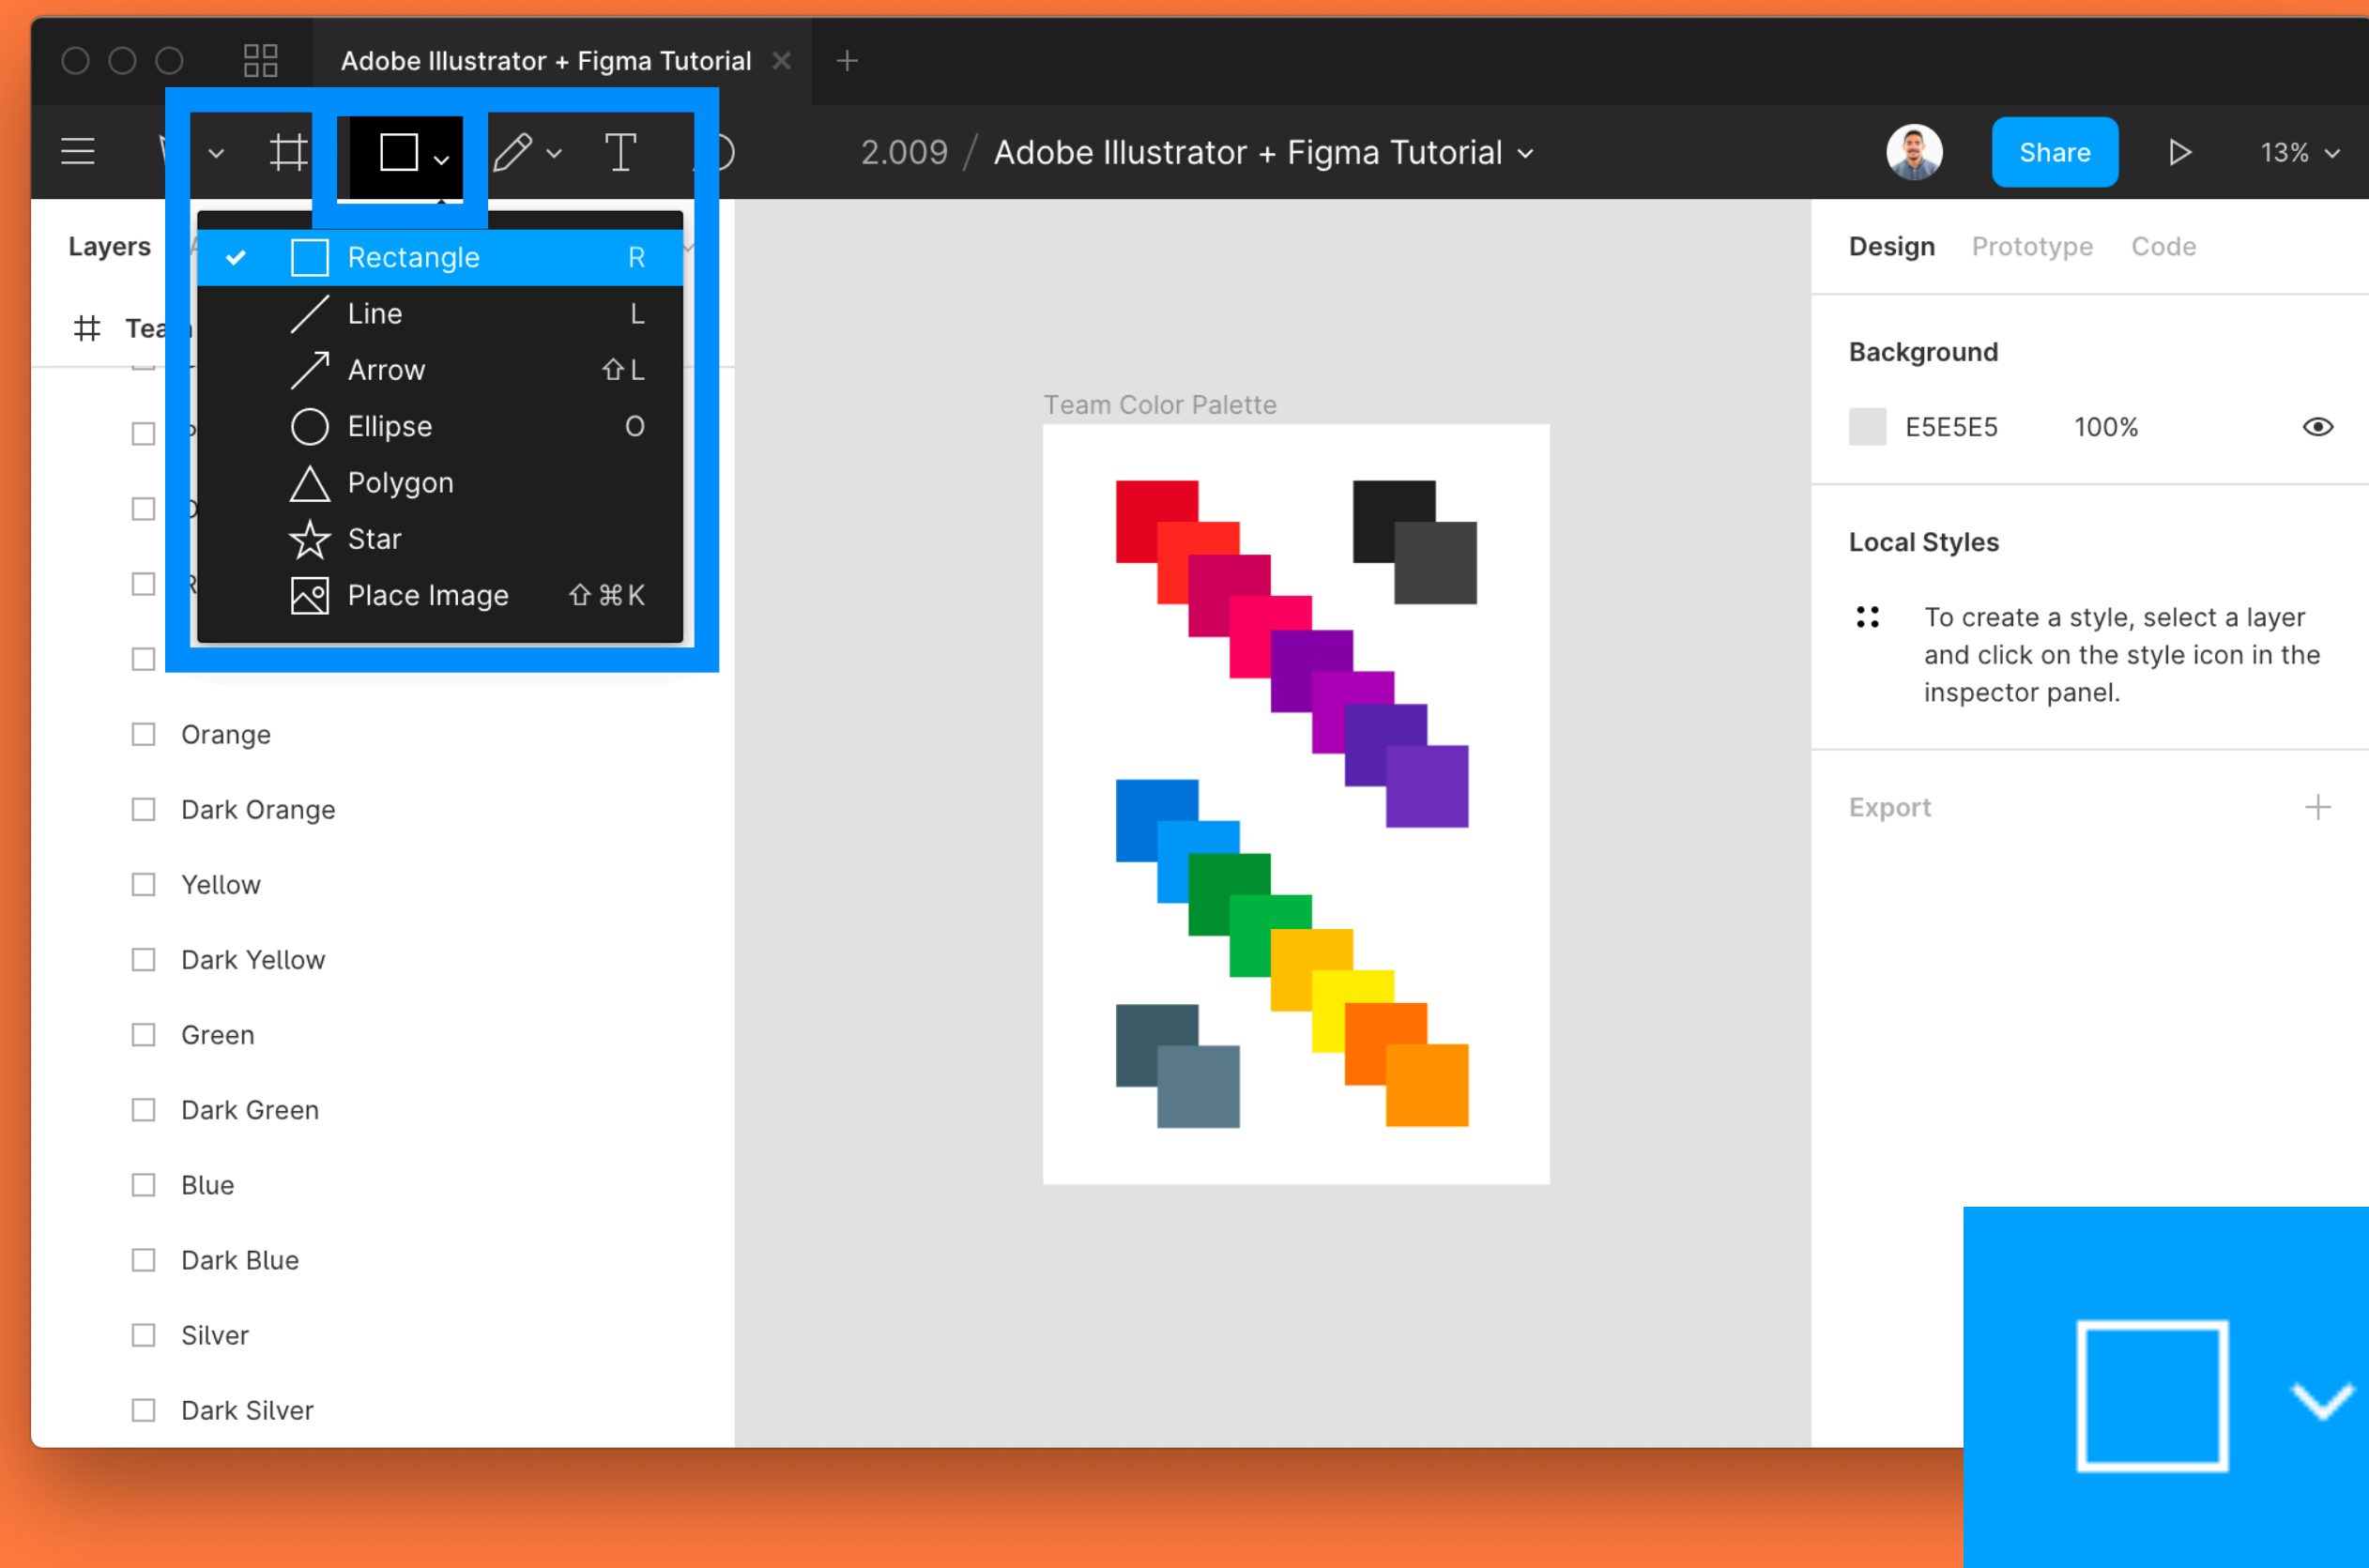 Adobe Illustrator + Figma Tutorial
2.009 / Adobe Illustrator + Figma Tutorial
Share
13%
Layers
Rectangle R
Line L
Arrow ⇧L
Ellipse O
Polygon
Star
Place Image ⇧⌘K
Orange
Dark Orange
Yellow
Dark Yellow
Green
Dark Green
Blue
Dark Blue
Silver
Dark Silver
Team Color Palette
Design Prototype Code
Background
E5E5E5 100%
Local Styles
To create a style, select a layer
and click on the style icon in the
inspector panel.
Export